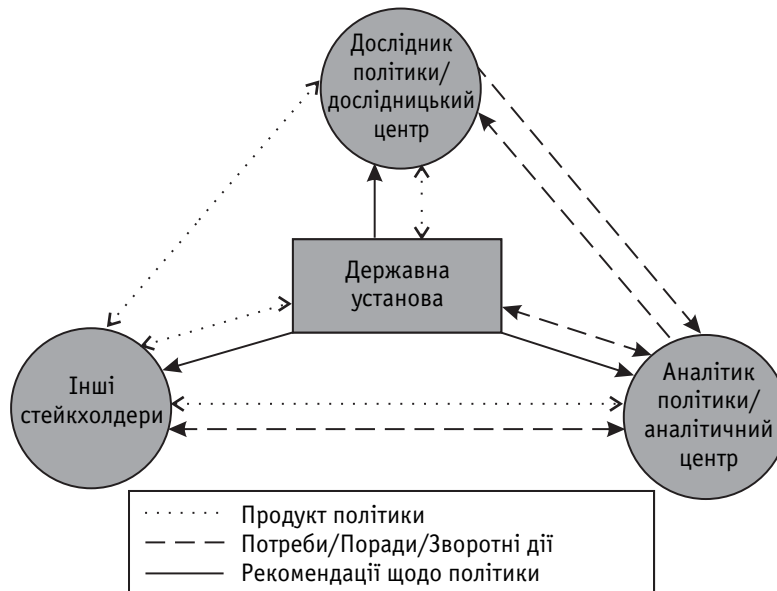 Дослідник
політики/
дослідницький
центр
Державна
установа
Інші
стейкхолдери
Аналітик
політики/
аналітичний
центр
Продукт політики
Потреби/Поради/Зворотні дії
Рекомендації щодо політики